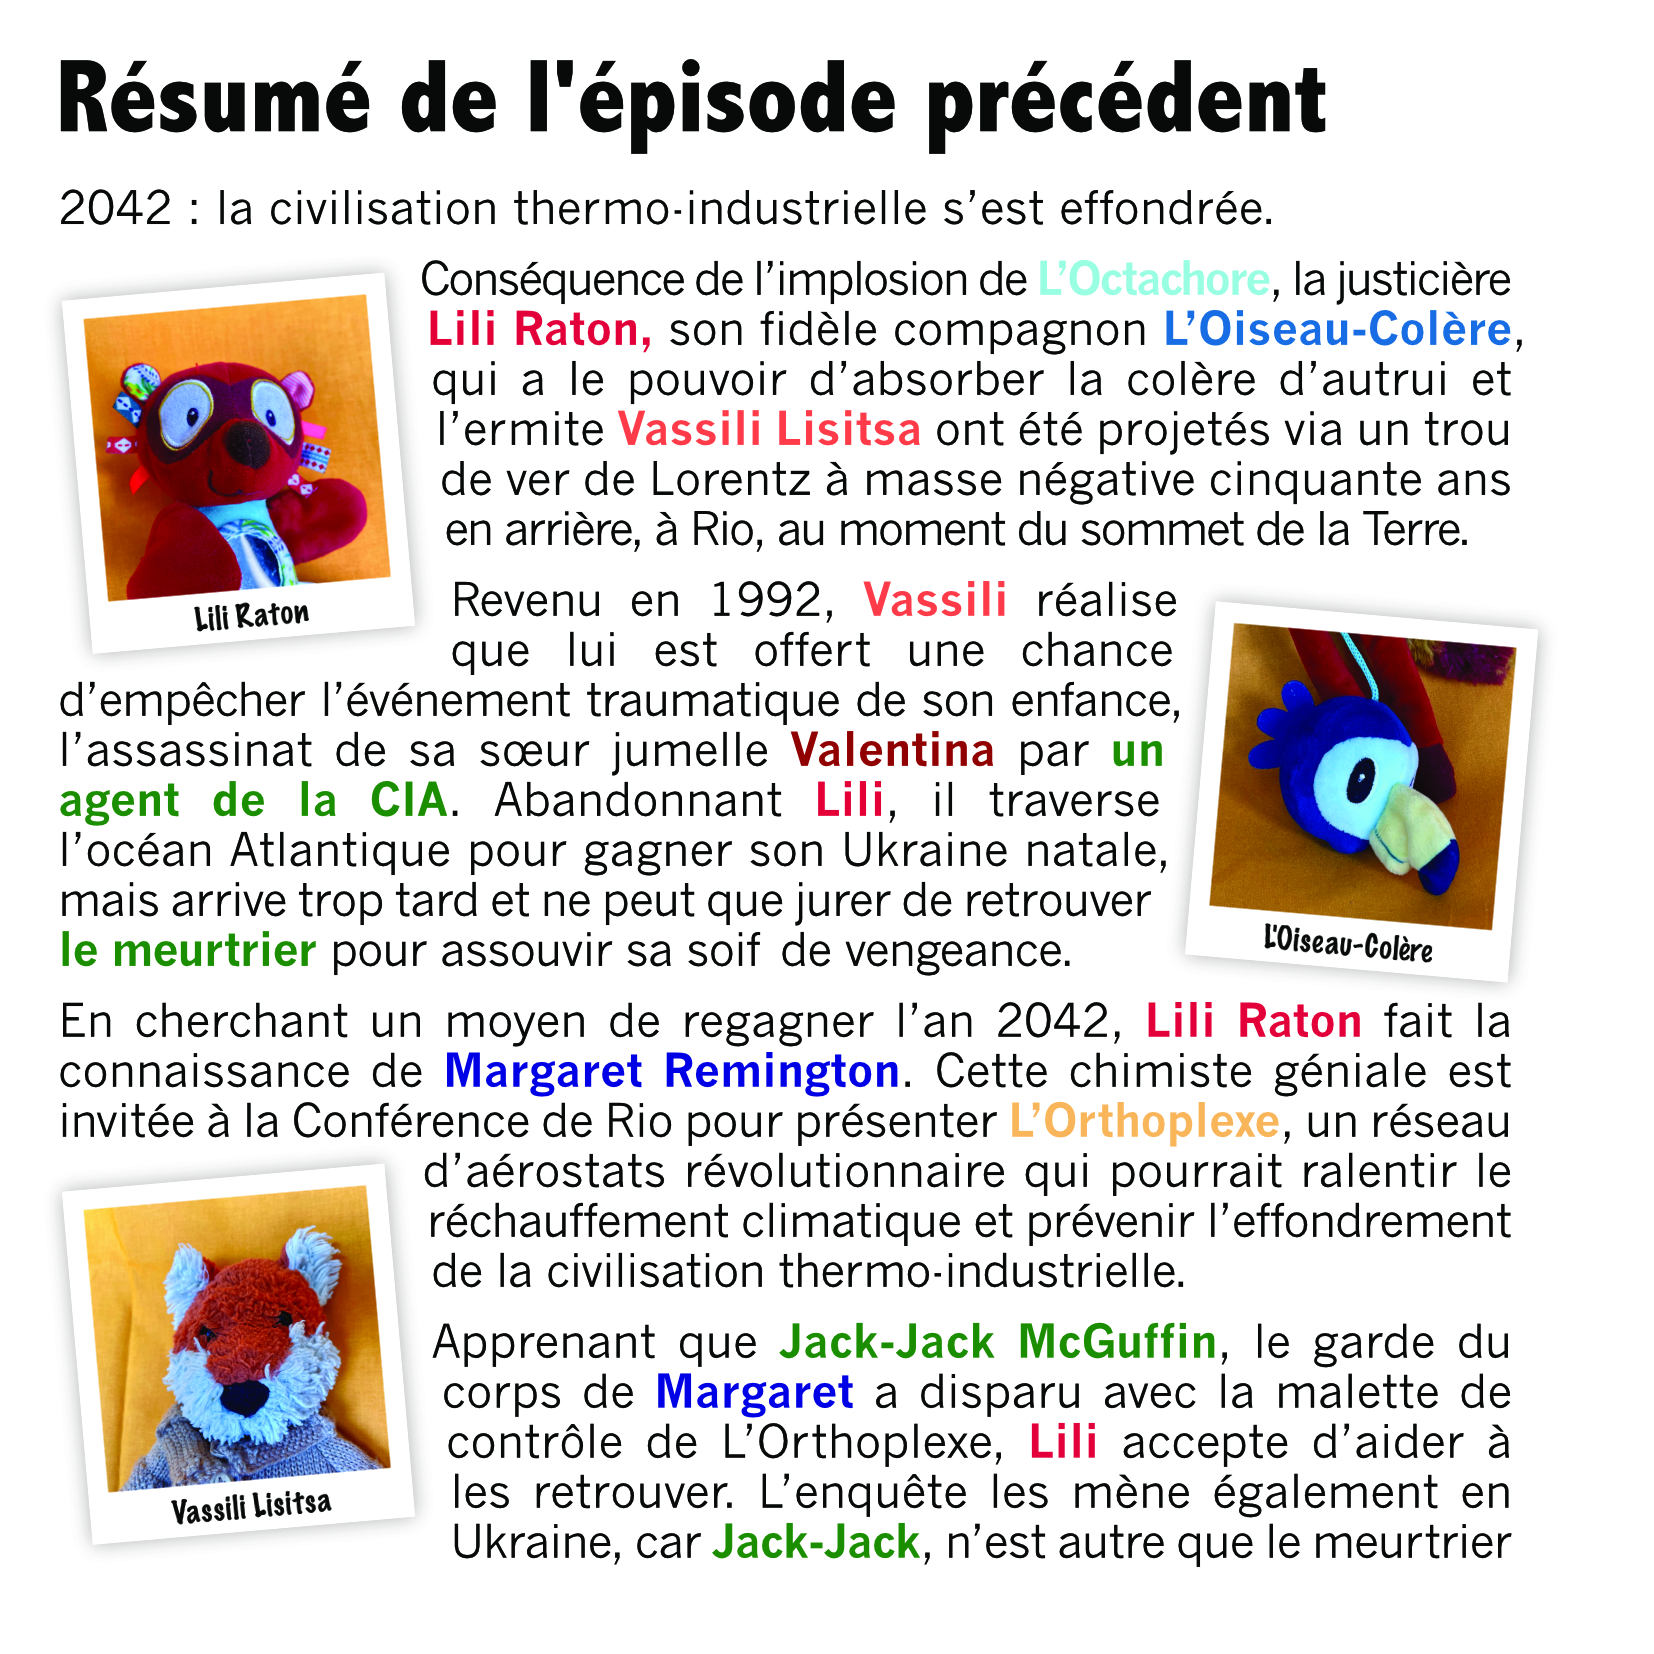 Résumé de l'épisode précédent
2042 : la civilisation thermo-industrielle s’est effondrée.
Conséquence de l’implosion de L’Octachore, la justicière
Lili Raton, son fidèle compagnon L’Oiseau-Colère,
qui a le pouvoir d’absorber la colère d’autrui et
l’ermite Vassili Lisitsa ont été projetés via un trou
de ver de Lorentz à masse négative cinquante ans
en arrière, à Rio, au moment du sommet de la Terre.
Lili Raton
Revenu en 1992, Vassili réalise
que lui est offert une chance
d’empêcher l’événement traumatique de son enfance,
l’assassinat de sa sœur jumelle Valentina par un
agent de la CIA. Abandonnant Lili, il traverse
l’océan Atlantique pour gagner son Ukraine natale,
mais arrive trop tard et ne peut que jurer de retrouver
le meurtrier pour assouvir sa soif de vengeance.
L'Oiseau-Colère
En cherchant un moyen de regagner l’an 2042, Lili Raton fait la
connaissance de Margaret Remington. Cette chimiste géniale est
invitée à la Conférence de Rio pour présenter L’Orthoplexe, un réseau
d’aérostats révolutionnaire qui pourrait ralentir le
réchauffement climatique et prévenir l’effondrement
de la civilisation thermo-industrielle.
Apprenant que Jack-Jack McGuffin, le garde du
corps de Margaret a disparu avec la malette de
contrôle de L’Orthoplexe, Lili accepte d’aider à
les retrouver. L’enquête les mène également en
Ukraine, car Jack-Jack, n’est autre que le meurtrier
Vassili Lisitsa